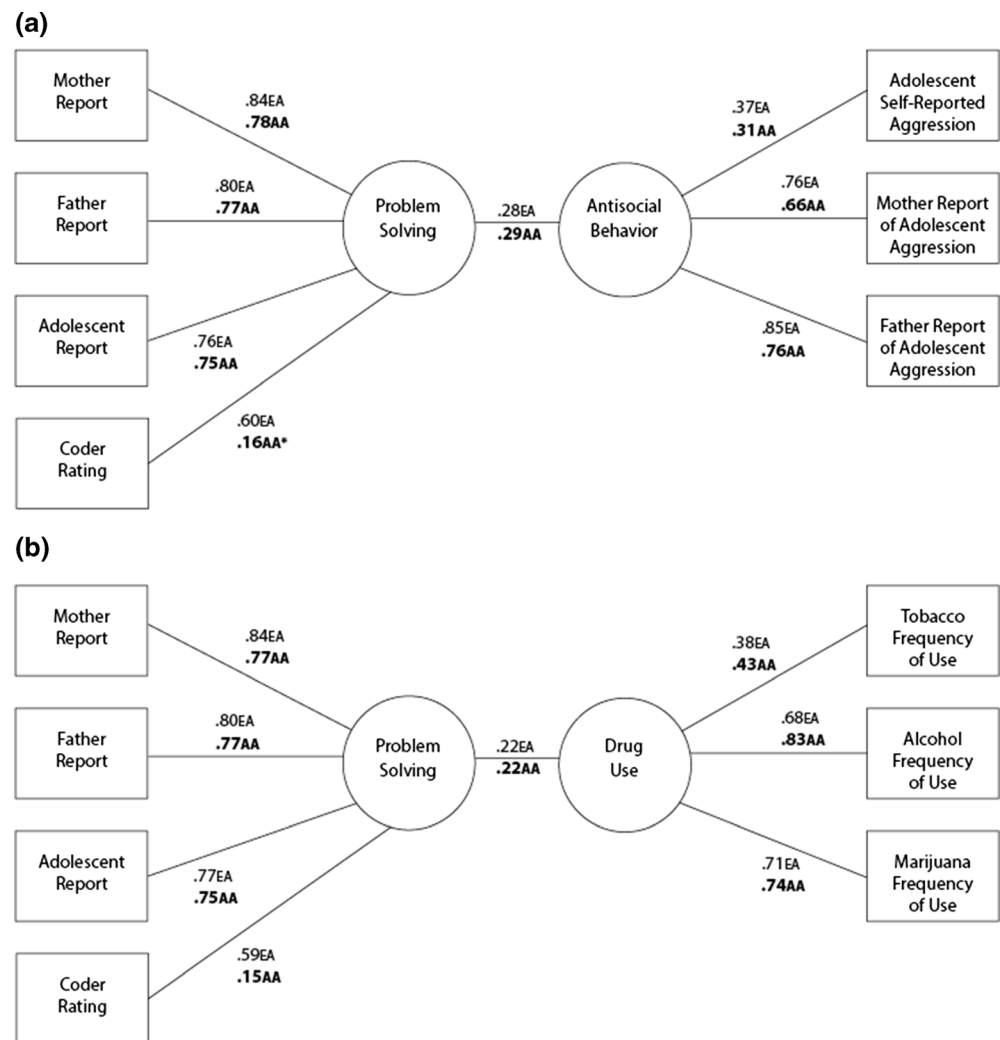 (a)
Mother
Report
.84EA
.78AA
Father
Report
.80EA
.77AA
Adolescent
Report
.76EA
.75AA
Coder
Rating
.60EA
.16AA*
Problem
Solving
.28EA
.29AA
Antisocial
Behavior
.37EA
.31AA
Adolescent
Self-Reported
Aggression
.76EA
.66AA
Mother Report
of Adolescent
Aggression
.85EA
.76AA
Father Report
of Adolescent
Aggression
(b)
Mother
Report
.84EA
.77AA
Father
Report
.80EA
.77AA
Adolescent
Report
.77EA
.75AA
Coder
Rating
.59EA
.15AA
Problem
Solving
.22EA
.22AA
Drug
Use
.38EA
.43AA
Tobacco
Frequency
of Use
.68EA
.83AA
Alcohol
Frequency
of Use
.71EA
.74AA
Marijuana
Frequency
of Use